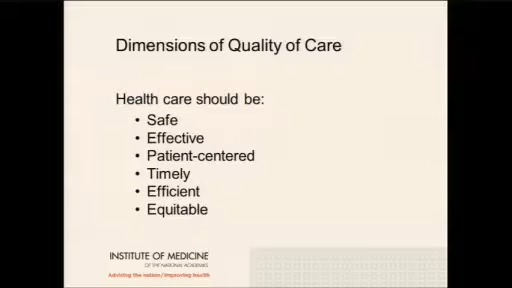 Dimensions of Quality of Care
Health care should be:
• Safe
• Effective
• Patient-centered
• Timely
• Efficient
• Equitable
INSTITUTE OF MEDICINE
OF THE NATIONAL ACADEMIES
Advising the nation/Improving health